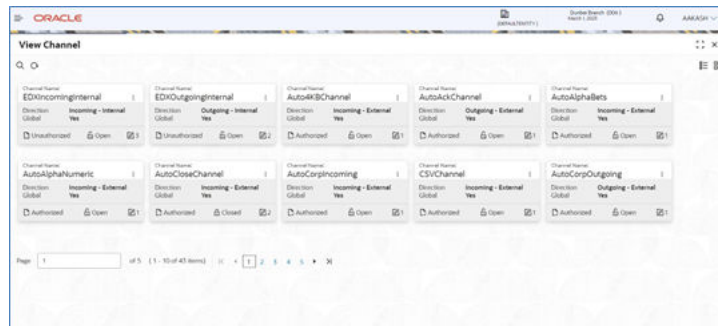 ORACLE
(DEFAULTENTITY)
Dundee Branch (000)
March 1, 2025
AAKASH
View Channel
Channel Name Channel Name Channel Name Channel Name Channel Name
EDXIncomingInternal EDXOutgoingInternal Auto4KBChannel AutoAckChannel AutoAlphaBets
Direction Incoming - Internal Direction Outgoing - Internal Direction Incoming - External Direction Outgoing - External Direction Incoming - External
Global Yes Global Yes Global Yes Global Yes Global Yes
Unauthorized Open 3 Unauthorized Open 2 Authorized Open 1 Authorized Open 1 Authorized Open 1
Channel Name Channel Name Channel Name Channel Name Channel Name
AutoAlphaNumeric AutoCloseChannel AutoCorpIncoming CSVChannel AutoCorpOutgoing
Direction Incoming - External Direction Incoming - External Direction Incoming - External Direction Incoming - External Direction Outgoing - External
Global Yes Global Yes Global Yes Global Yes Global Yes
Authorized Open 1 Authorized Closed 2 Authorized Open 1 Authorized Open 1 Authorized Open 1
Page 1 of 5 (1 - 10 of 43 items) 1 2 3 4 5